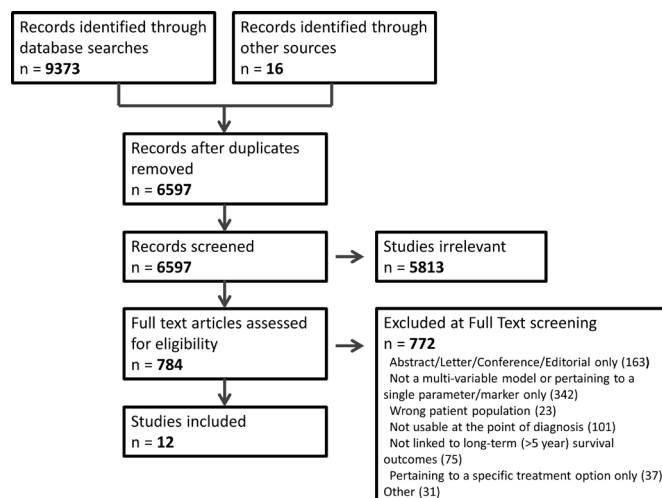 Records identified through
database searches
n = 9373
Records identified through
other sources
n = 16
Records after duplicates
removed
n = 6597
Records screened
n = 6597
Studies irrelevant
n = 5813
Full text articles assessed
for eligibility
n = 784
Excluded at Full Text screening
n = 772
Abstract/Letter/Conference/Editorial only (163)
Not a multi-variable model or pertaining to a
single parameter/marker only (342)
Wrong patient population (23)
Not usable at the point of diagnosis (101)
Not linked to long-term (>5 year) survival
outcomes (75)
Pertaining to a specific treatment option only (37)
Other (31)
Studies included
n = 12